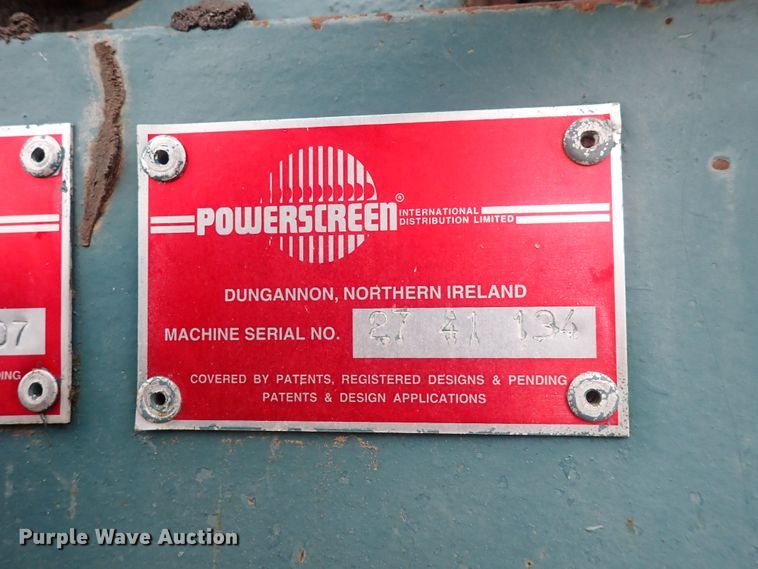 07
NDING
POWERSCREEN®
INTERNATIONAL
DISTRIBUTION LIMITED
DUNGANNON, NORTHERN IRELAND
MACHINE SERIAL NO. 27 41 134
COVERED BY PATENTS, REGISTERED DESIGNS & PENDING
PATENTS & DESIGN APPLICATIONS
Purple Wave Auction